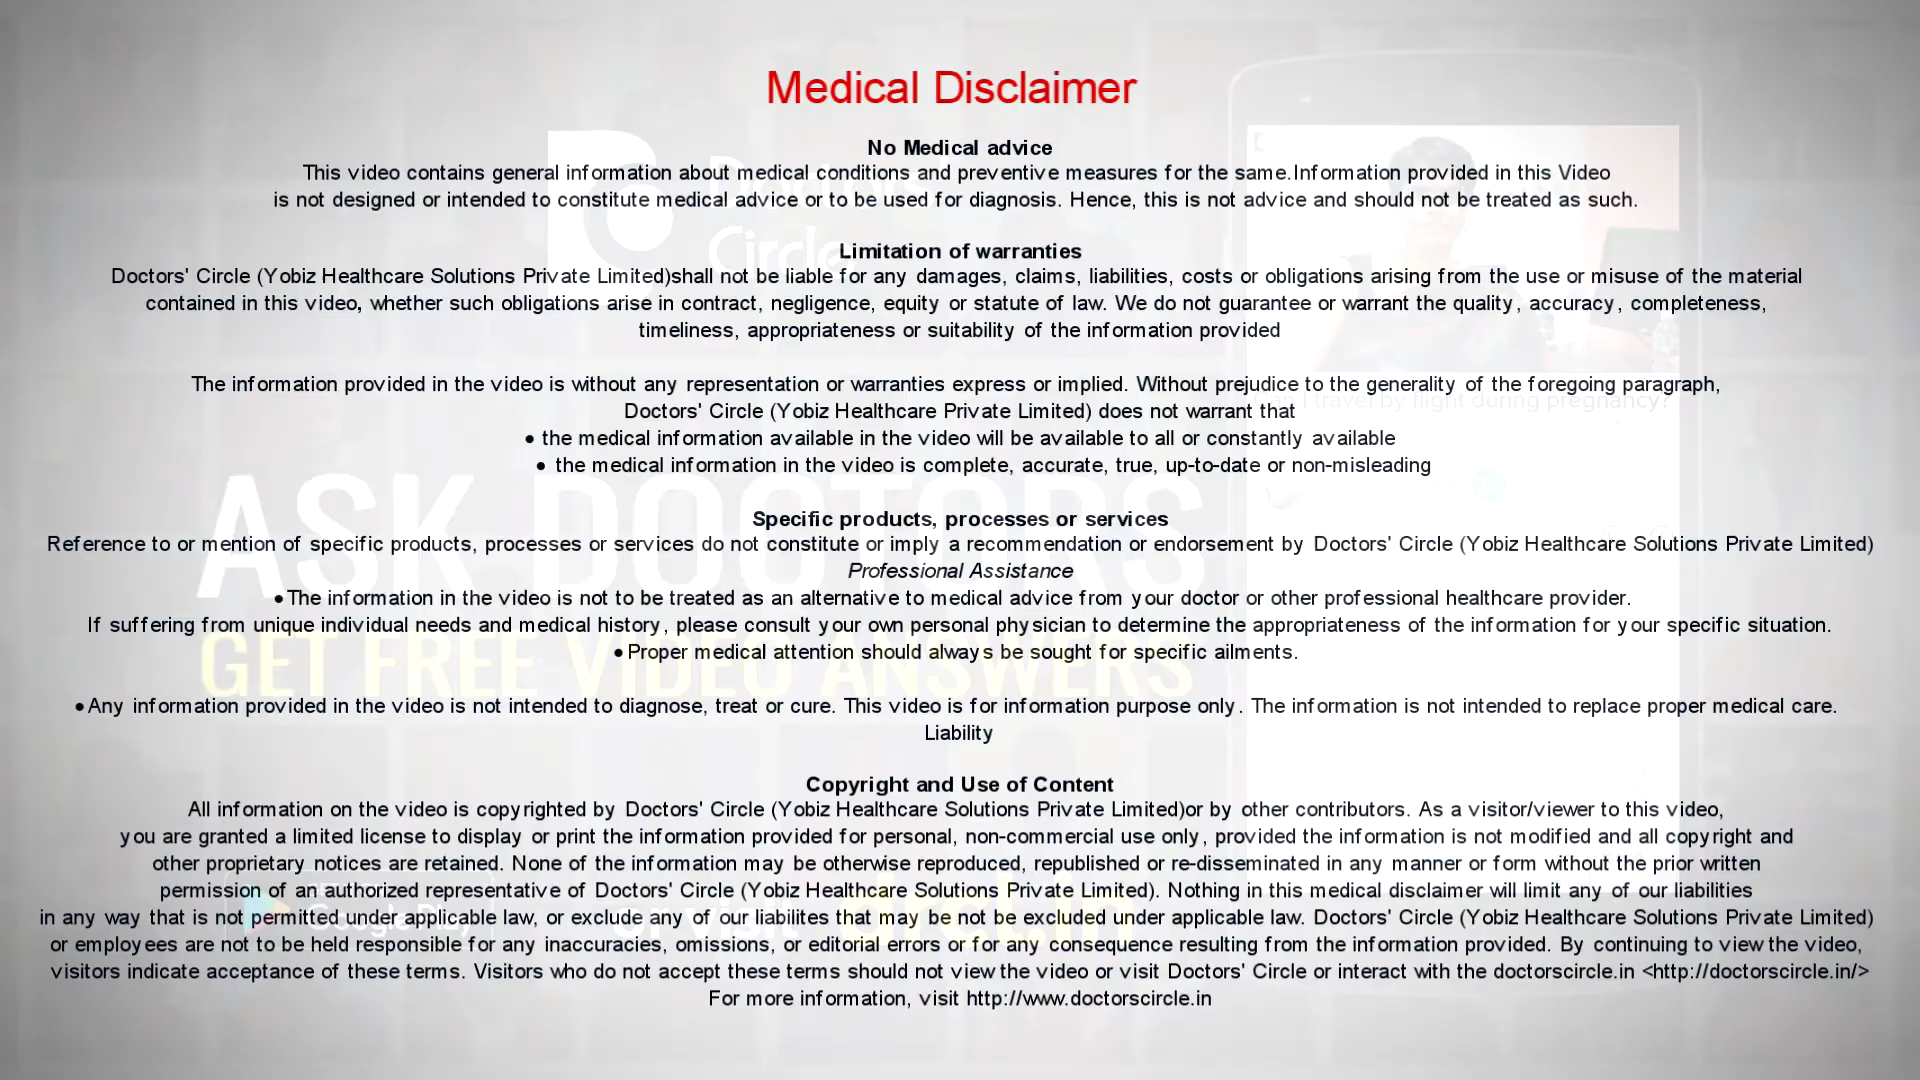 Medical Disclaimer
No Medical advice
This video contains general information about medical conditions and preventive measures for the same.Information provided in this Video
is not designed or intended to constitute medical advice or to be used for diagnosis. Hence, this is not advice and should not be treated as such.
Doctors'
Circle
Limitation of warranties
Doctors' Circle (Yobiz Healthcare Solutions Private Limited)shall not be liable for any damages, claims, liabilities, costs or obligations arising from the use or misuse of the material
contained in this video, whether such obligations arise in contract, negligence, equity or statute of law. We do not guarantee or warrant the quality, accuracy, completeness,
timeliness, appropriateness or suitability of the information provided
The information provided in the video is without any representation or warranties express or implied. Without prejudice to the generality of the foregoing paragraph,
Can I travel by flight during pregnancy?
Doctors' Circle (Yobiz Healthcare Private Limited) does not warrant that
• the medical information available in the video will be available to all or constantly available
• the medical information in the video is complete, accurate, true, up-to-date or non-misleading
ASK DOCTORS
Specific products, processes or services
Reference to or mention of specific products, processes or services do not constitute or imply a recommendation or endorsement by Doctors' Circle (Yobiz Healthcare Solutions Private Limited)
Professional Assistance
•The information in the video is not to be treated as an alternative to medical advice from your doctor or other professional healthcare provider.
If suffering from unique individual needs and medical history, please consult your own personal physician to determine the appropriateness of the information for your specific situation.
GET FREE VIDEO ANSWERS
•Proper medical attention should always be sought for specific ailments.
•Any information provided in the video is not intended to diagnose, treat or cure. This video is for information purpose only. The information is not intended to replace proper medical care.
Liability
Copyright and Use of Content
All information on the video is copyrighted by Doctors' Circle (Yobiz Healthcare Solutions Private Limited)or by other contributors. As a visitor/viewer to this video,
you are granted a limited license to display or print the information provided for personal, non-commercial use only, provided the information is not modified and all copyright and
other proprietary notices are retained. None of the information may be otherwise reproduced, republished or re-disseminated in any manner or form without the prior written
permission of an authorized representative of Doctors' Circle (Yobiz Healthcare Solutions Private Limited). Nothing in this medical disclaimer will limit any of our liabilities
Google Play or visit drcl.in
in any way that is not permitted under applicable law, or exclude any of our liabilites that may be not be excluded under applicable law. Doctors' Circle (Yobiz Healthcare Solutions Private Limited)
or employees are not to be held responsible for any inaccuracies, omissions, or editorial errors or for any consequence resulting from the information provided. By continuing to view the video,
visitors indicate acceptance of these terms. Visitors who do not accept these terms should not view the video or visit Doctors' Circle or interact with the doctorscircle.in <http://doctorscircle.in/>
For more information, visit http://www.doctorscircle.in